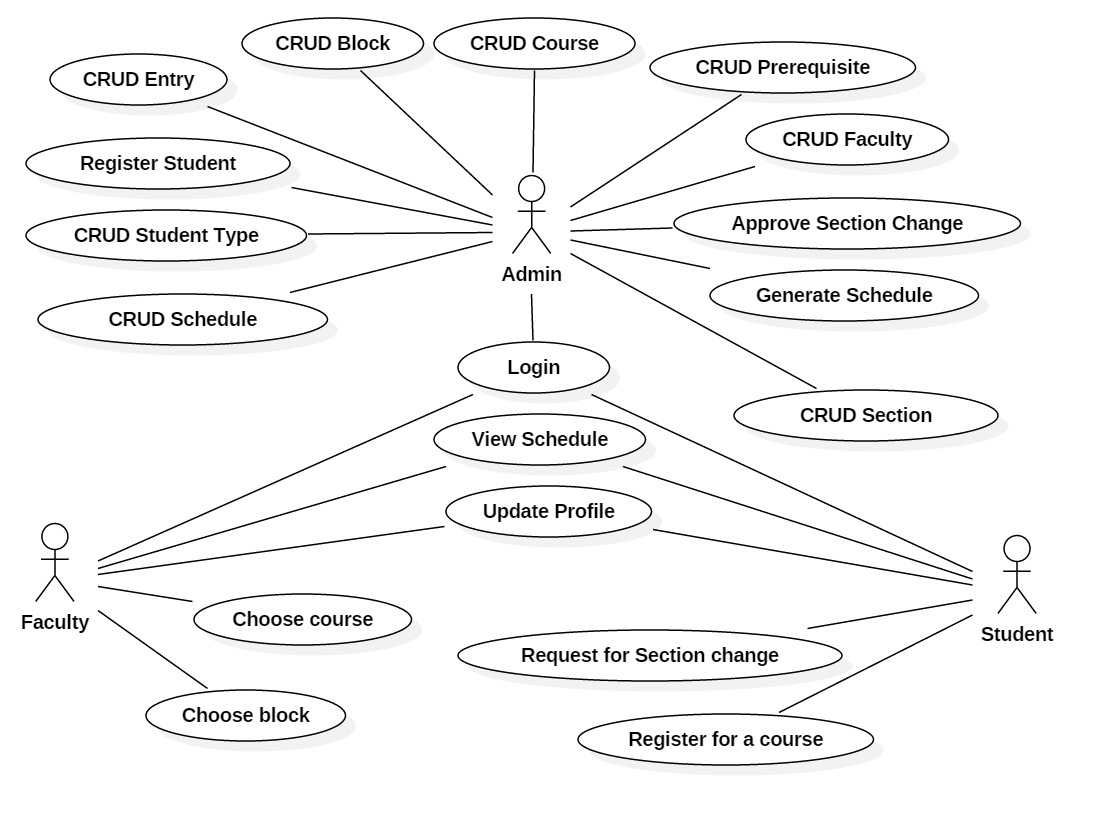 CRUD Block
CRUD Course
CRUD Prerequisite
CRUD Entry
CRUD Faculty
Register Student
Approve Section Change
CRUD Student Type
Admin
Generate Schedule
CRUD Schedule
Login
CRUD Section
View Schedule
Update Profile
Faculty
Choose course
Student
Request for Section change
Choose block
Register for a course